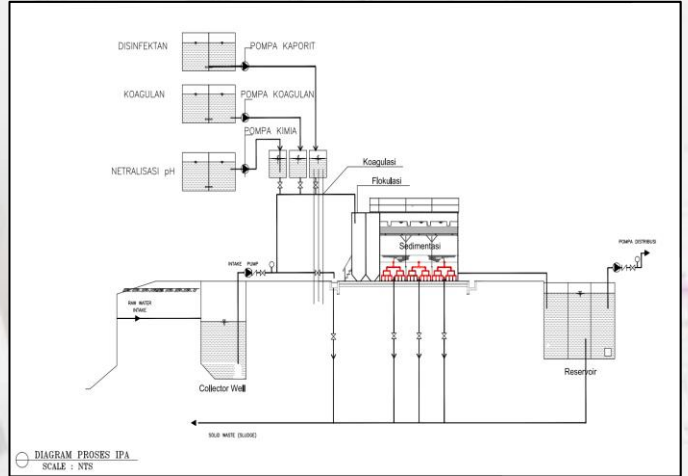 DISINFEKTAN
POMPA KAPORIT
KOAGULAN
POMPA KOAGULAN
POMPA KIMIA
NETRALISASI pH
Koagulasi
Flokulasi
Sedimentasi
POMPA DISTRIBUSI
INTAKE PUMP
RAW WATER
INTAKE
Collector Well
Reservoir
SOLID WASTE (SLUDGE)
DIAGRAM PROSES IPA
SCALE : NTS